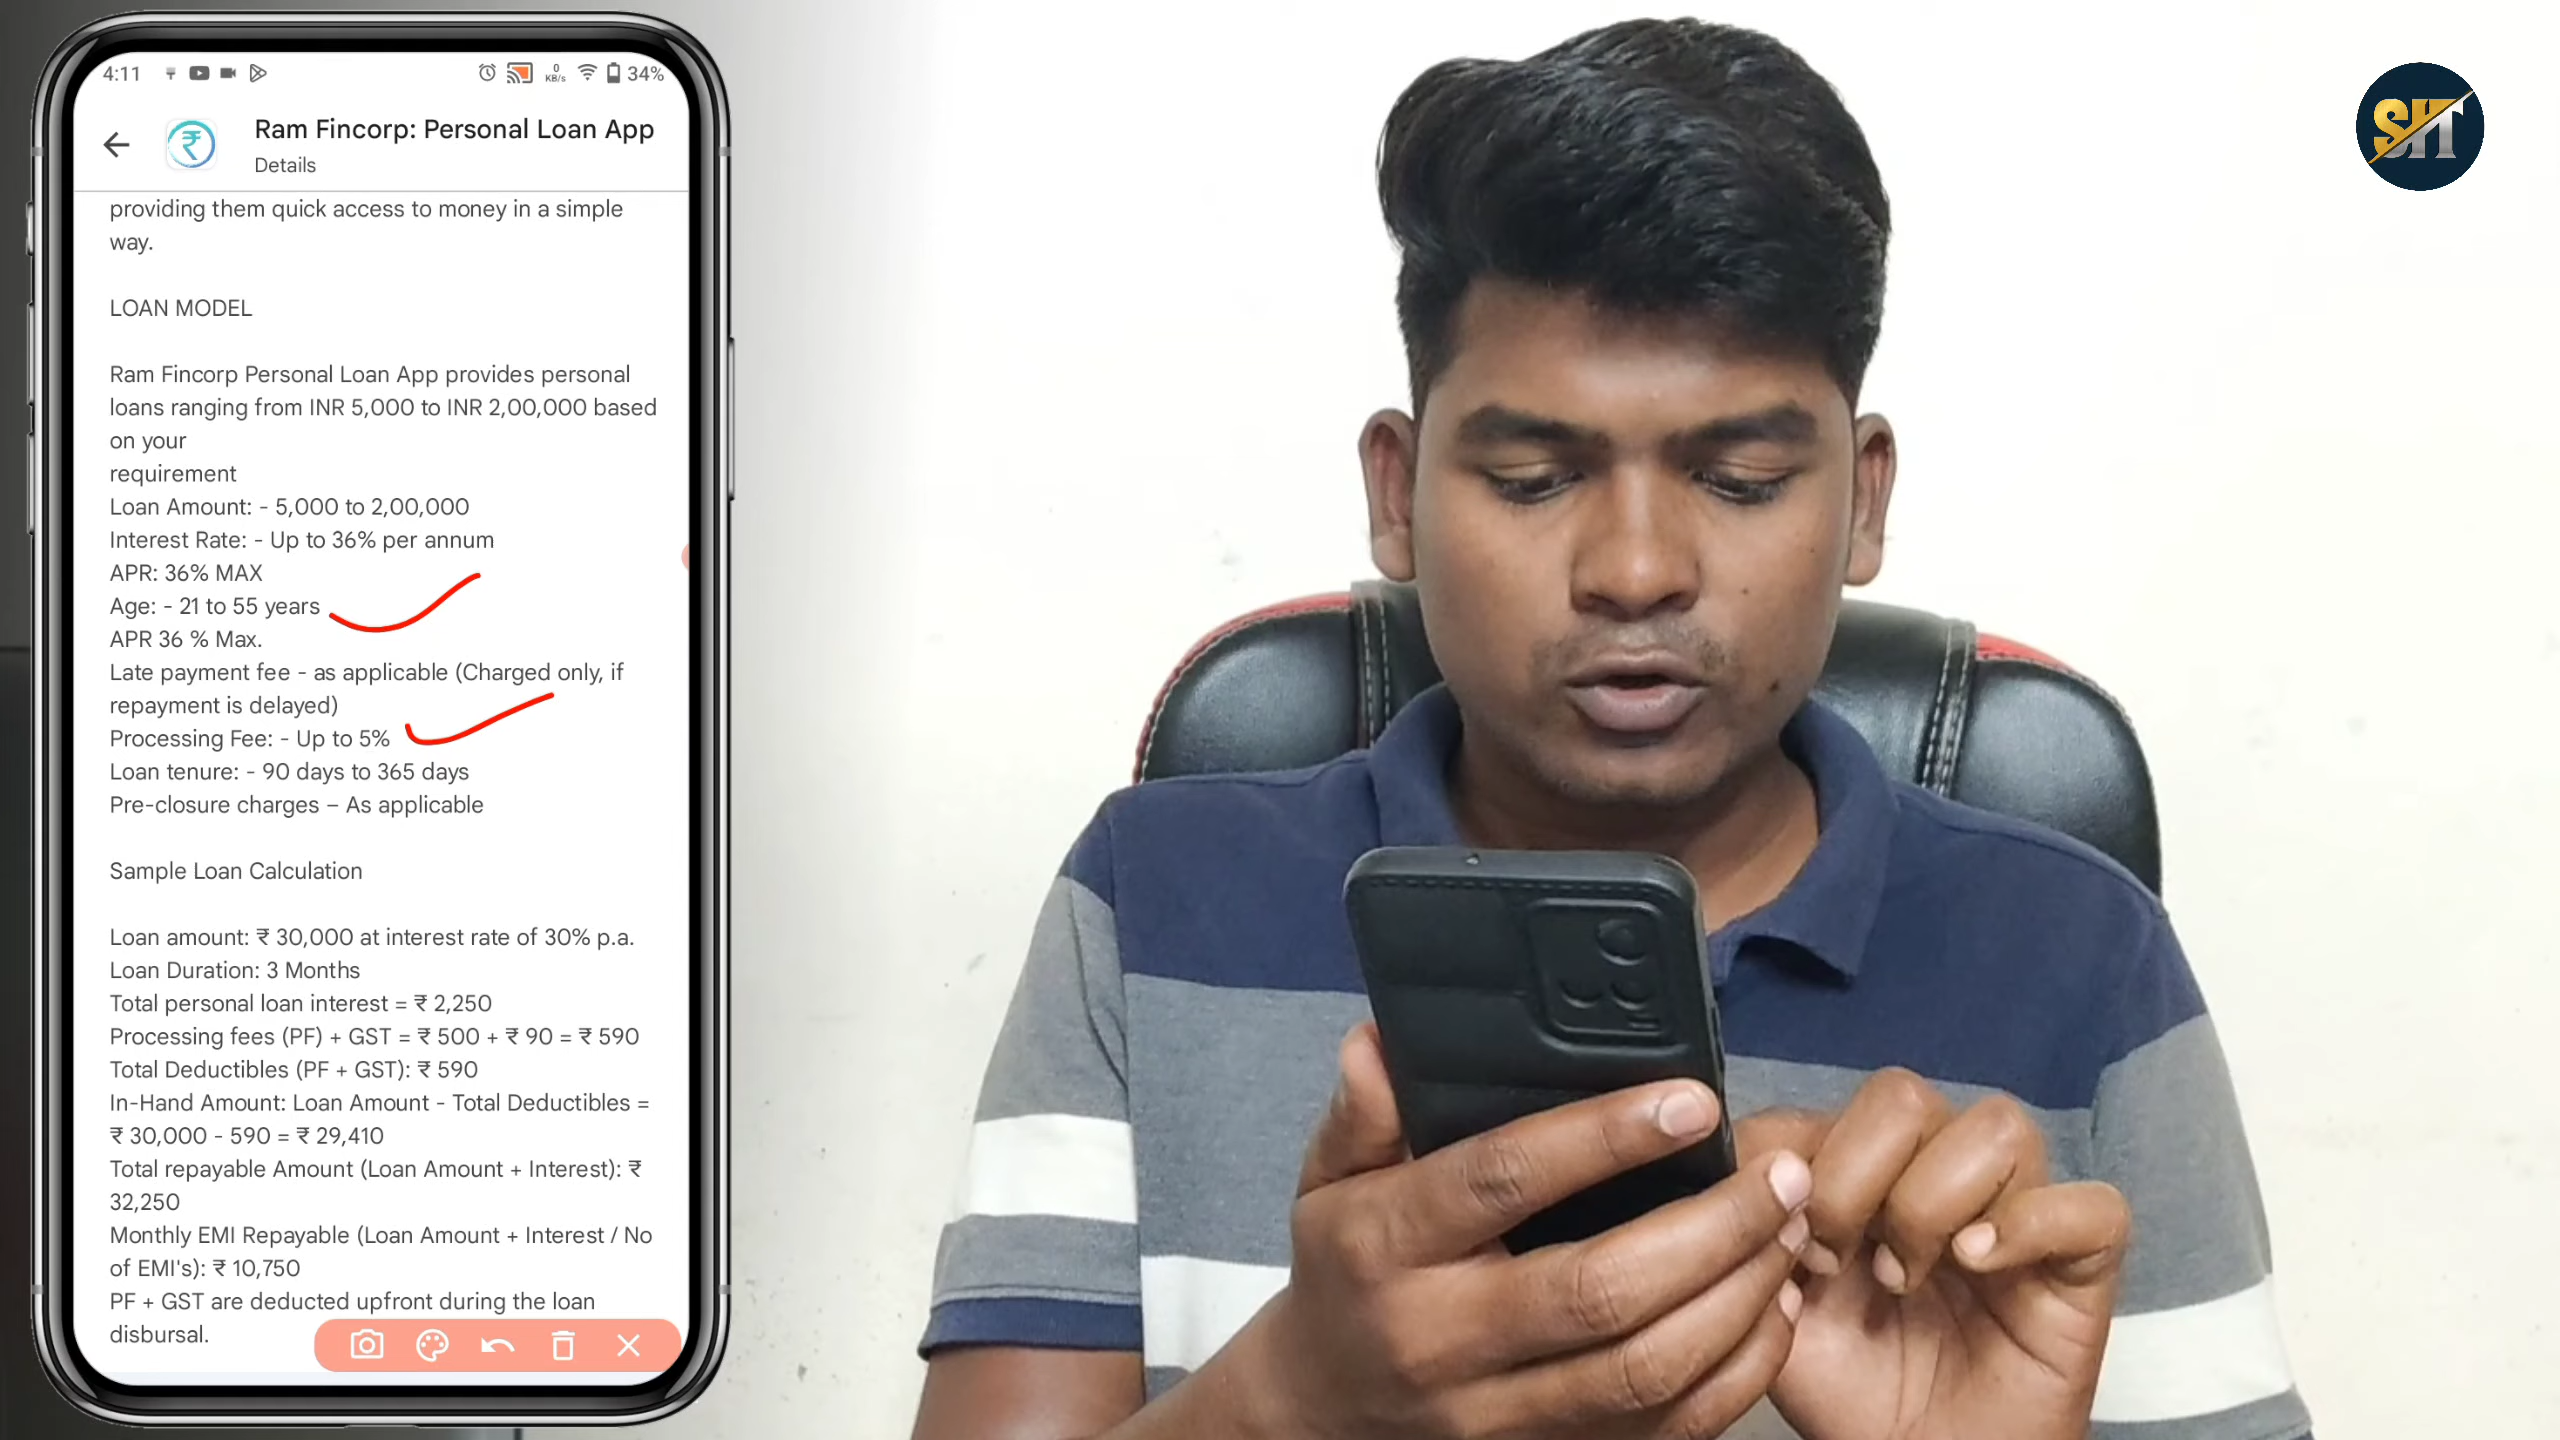 4:11
0 KB/s
34%
Ram Fincorp: Personal Loan App
Details
providing them quick access to money in a simple
way.
LOAN MODEL
Ram Fincorp Personal Loan App provides personal
loans ranging from INR 5,000 to INR 2,00,000 based
on your
requirement
Loan Amount: - 5,000 to 2,00,000
Interest Rate: - Up to 36% per annum
APR: 36% MAX
Age: - 21 to 55 years
APR 36 % Max.
Late payment fee - as applicable (Charged only, if
repayment is delayed)
Processing Fee: - Up to 5%
Loan tenure: - 90 days to 365 days
Pre-closure charges – As applicable
Sample Loan Calculation
Loan amount: ₹ 30,000 at interest rate of 30% p.a.
Loan Duration: 3 Months
Total personal loan interest = ₹ 2,250
Processing fees (PF) + GST = ₹ 500 + ₹ 90 = ₹ 590
Total Deductibles (PF + GST): ₹ 590
In-Hand Amount: Loan Amount - Total Deductibles =
₹ 30,000 - 590 = ₹ 29,410
Total repayable Amount (Loan Amount + Interest): ₹
32,250
Monthly EMI Repayable (Loan Amount + Interest / No
of EMI's): ₹ 10,750
PF + GST are deducted upfront during the loan
disbursal.
SHT